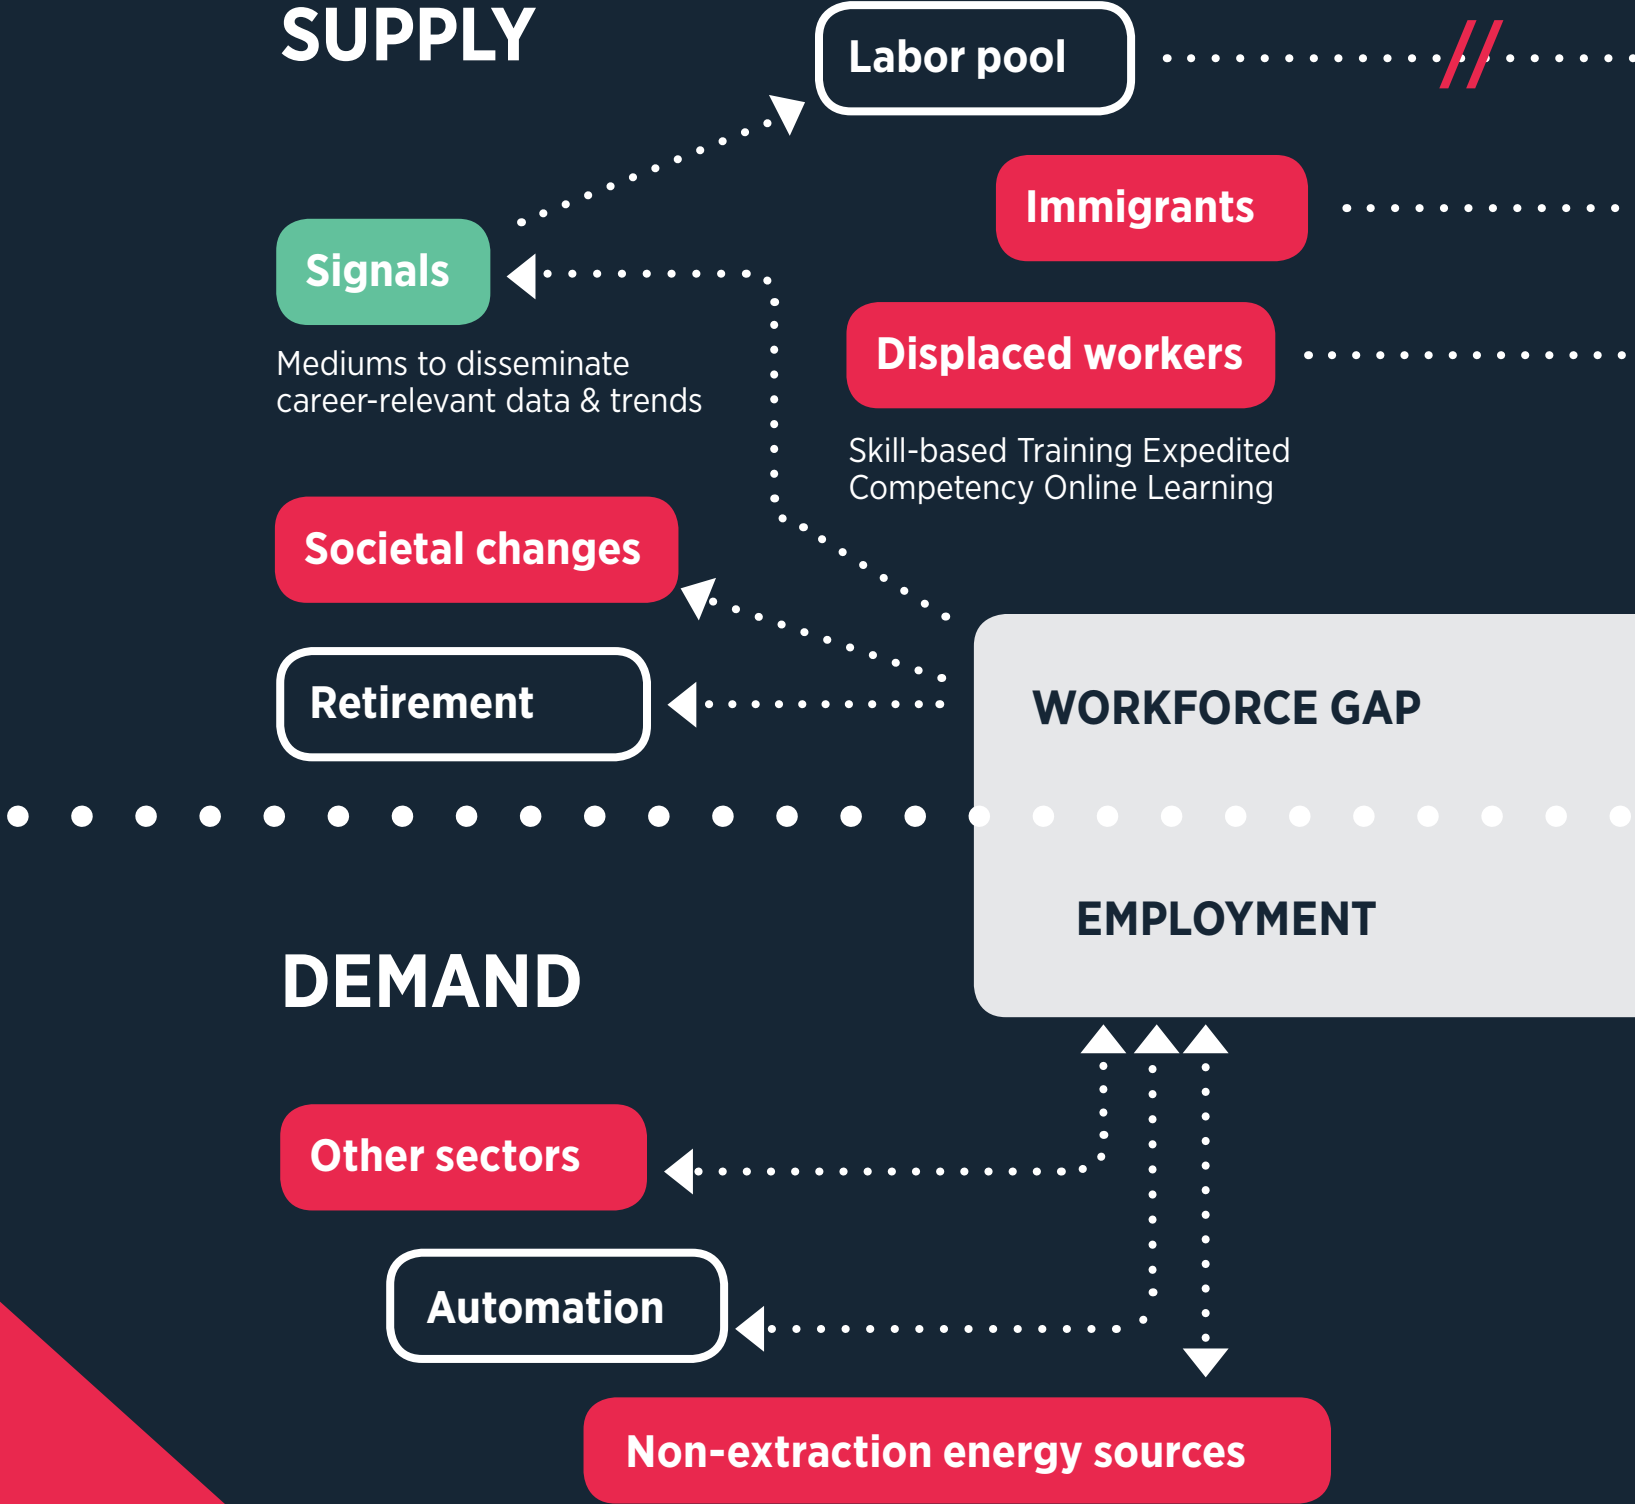 SUPPLY
Labor pool
Immigrants
Signals
Mediums to disseminate
career-relevant data & trends
Displaced workers
Skill-based Training Expedited
Competency Online Learning
Societal changes
Retirement
WORKFORCE GAP
EMPLOYMENT
DEMAND
Other sectors
Automation
Non-extraction energy sources